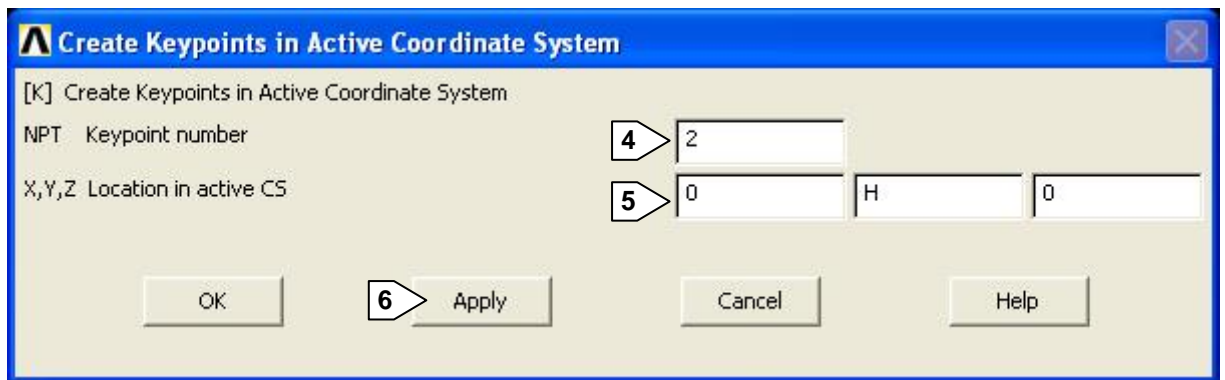 Create Keypoints in Active Coordinate System
[K] Create Keypoints in Active Coordinate System
NPT Keypoint number 4 2
X,Y,Z Location in active CS 5 0 H 0
OK 6 Apply Cancel Help